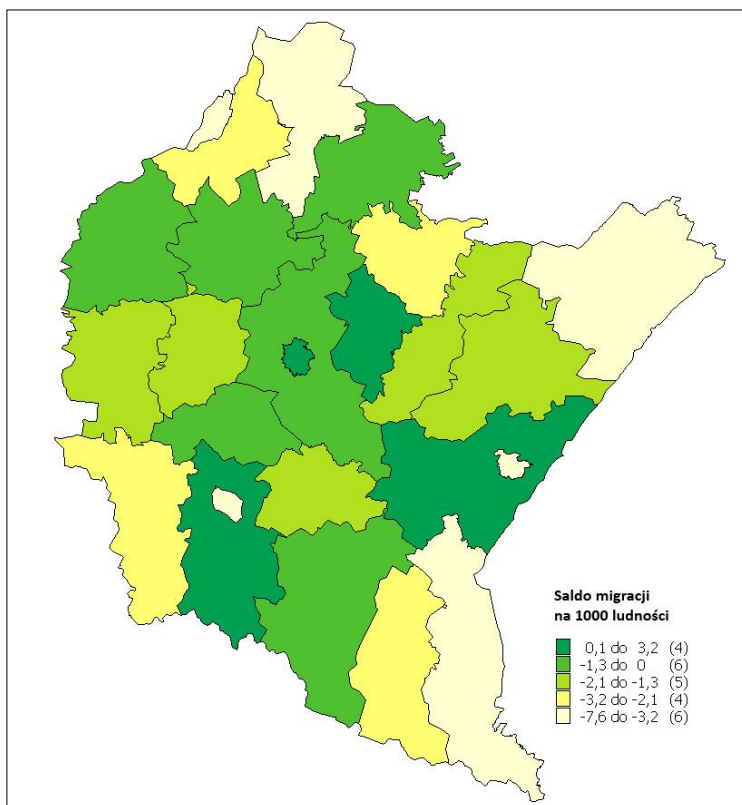 Saldo migracji
na 1000 ludności
0,1 do 3,2 (4)
-1,3 do 0 (6)
-2,1 do -1,3 (5)
-3,2 do -2,1 (4)
-7,6 do -3,2 (6)